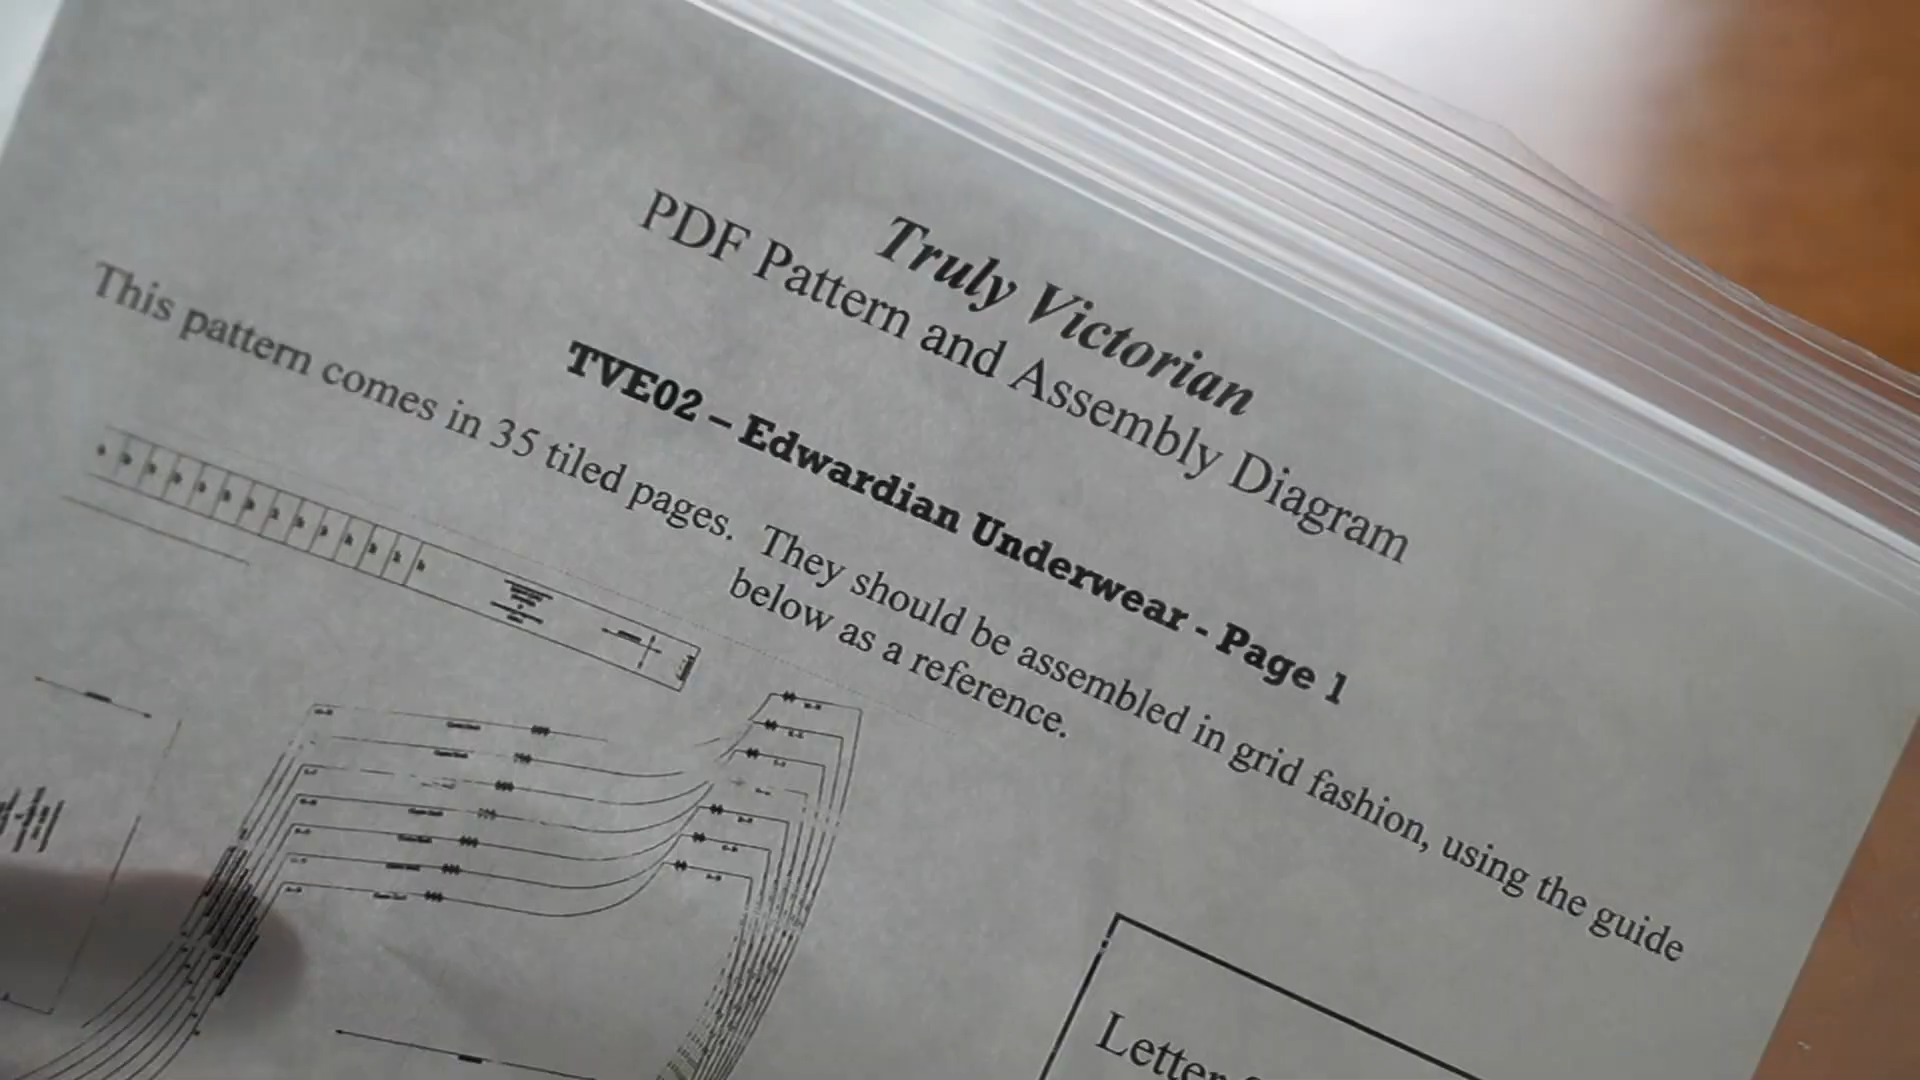 Truly Victorian
PDF Pattern and Assembly Diagram
TVE02 – Edwardian Underwear - Page 1
This pattern comes in 35 tiled pages. They should be assembled in grid fashion, using the guide
below as a reference.
Letter